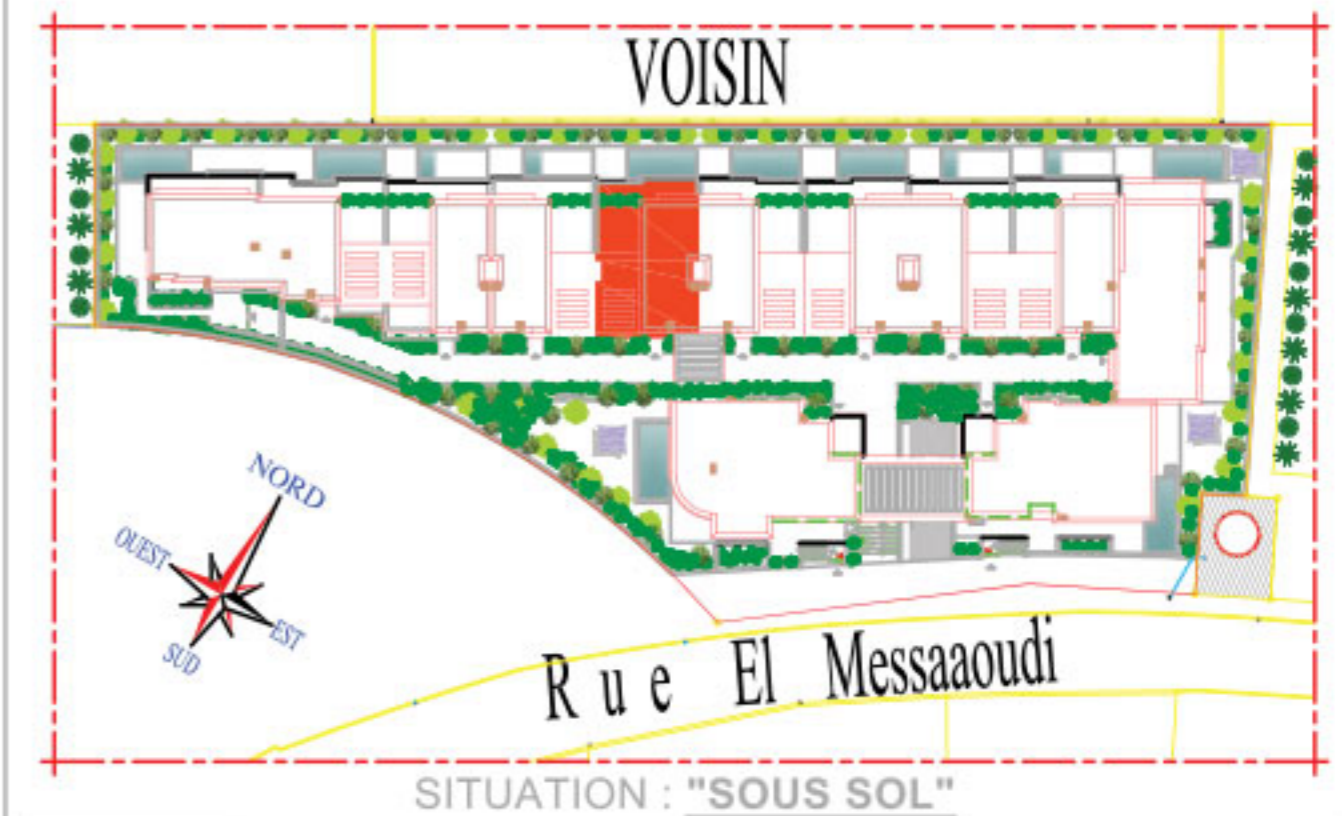 VOISIN
NORD
OUEST
EST
SUD
Rue El Messaaoudi
SITUATION : "SOUS SOL"